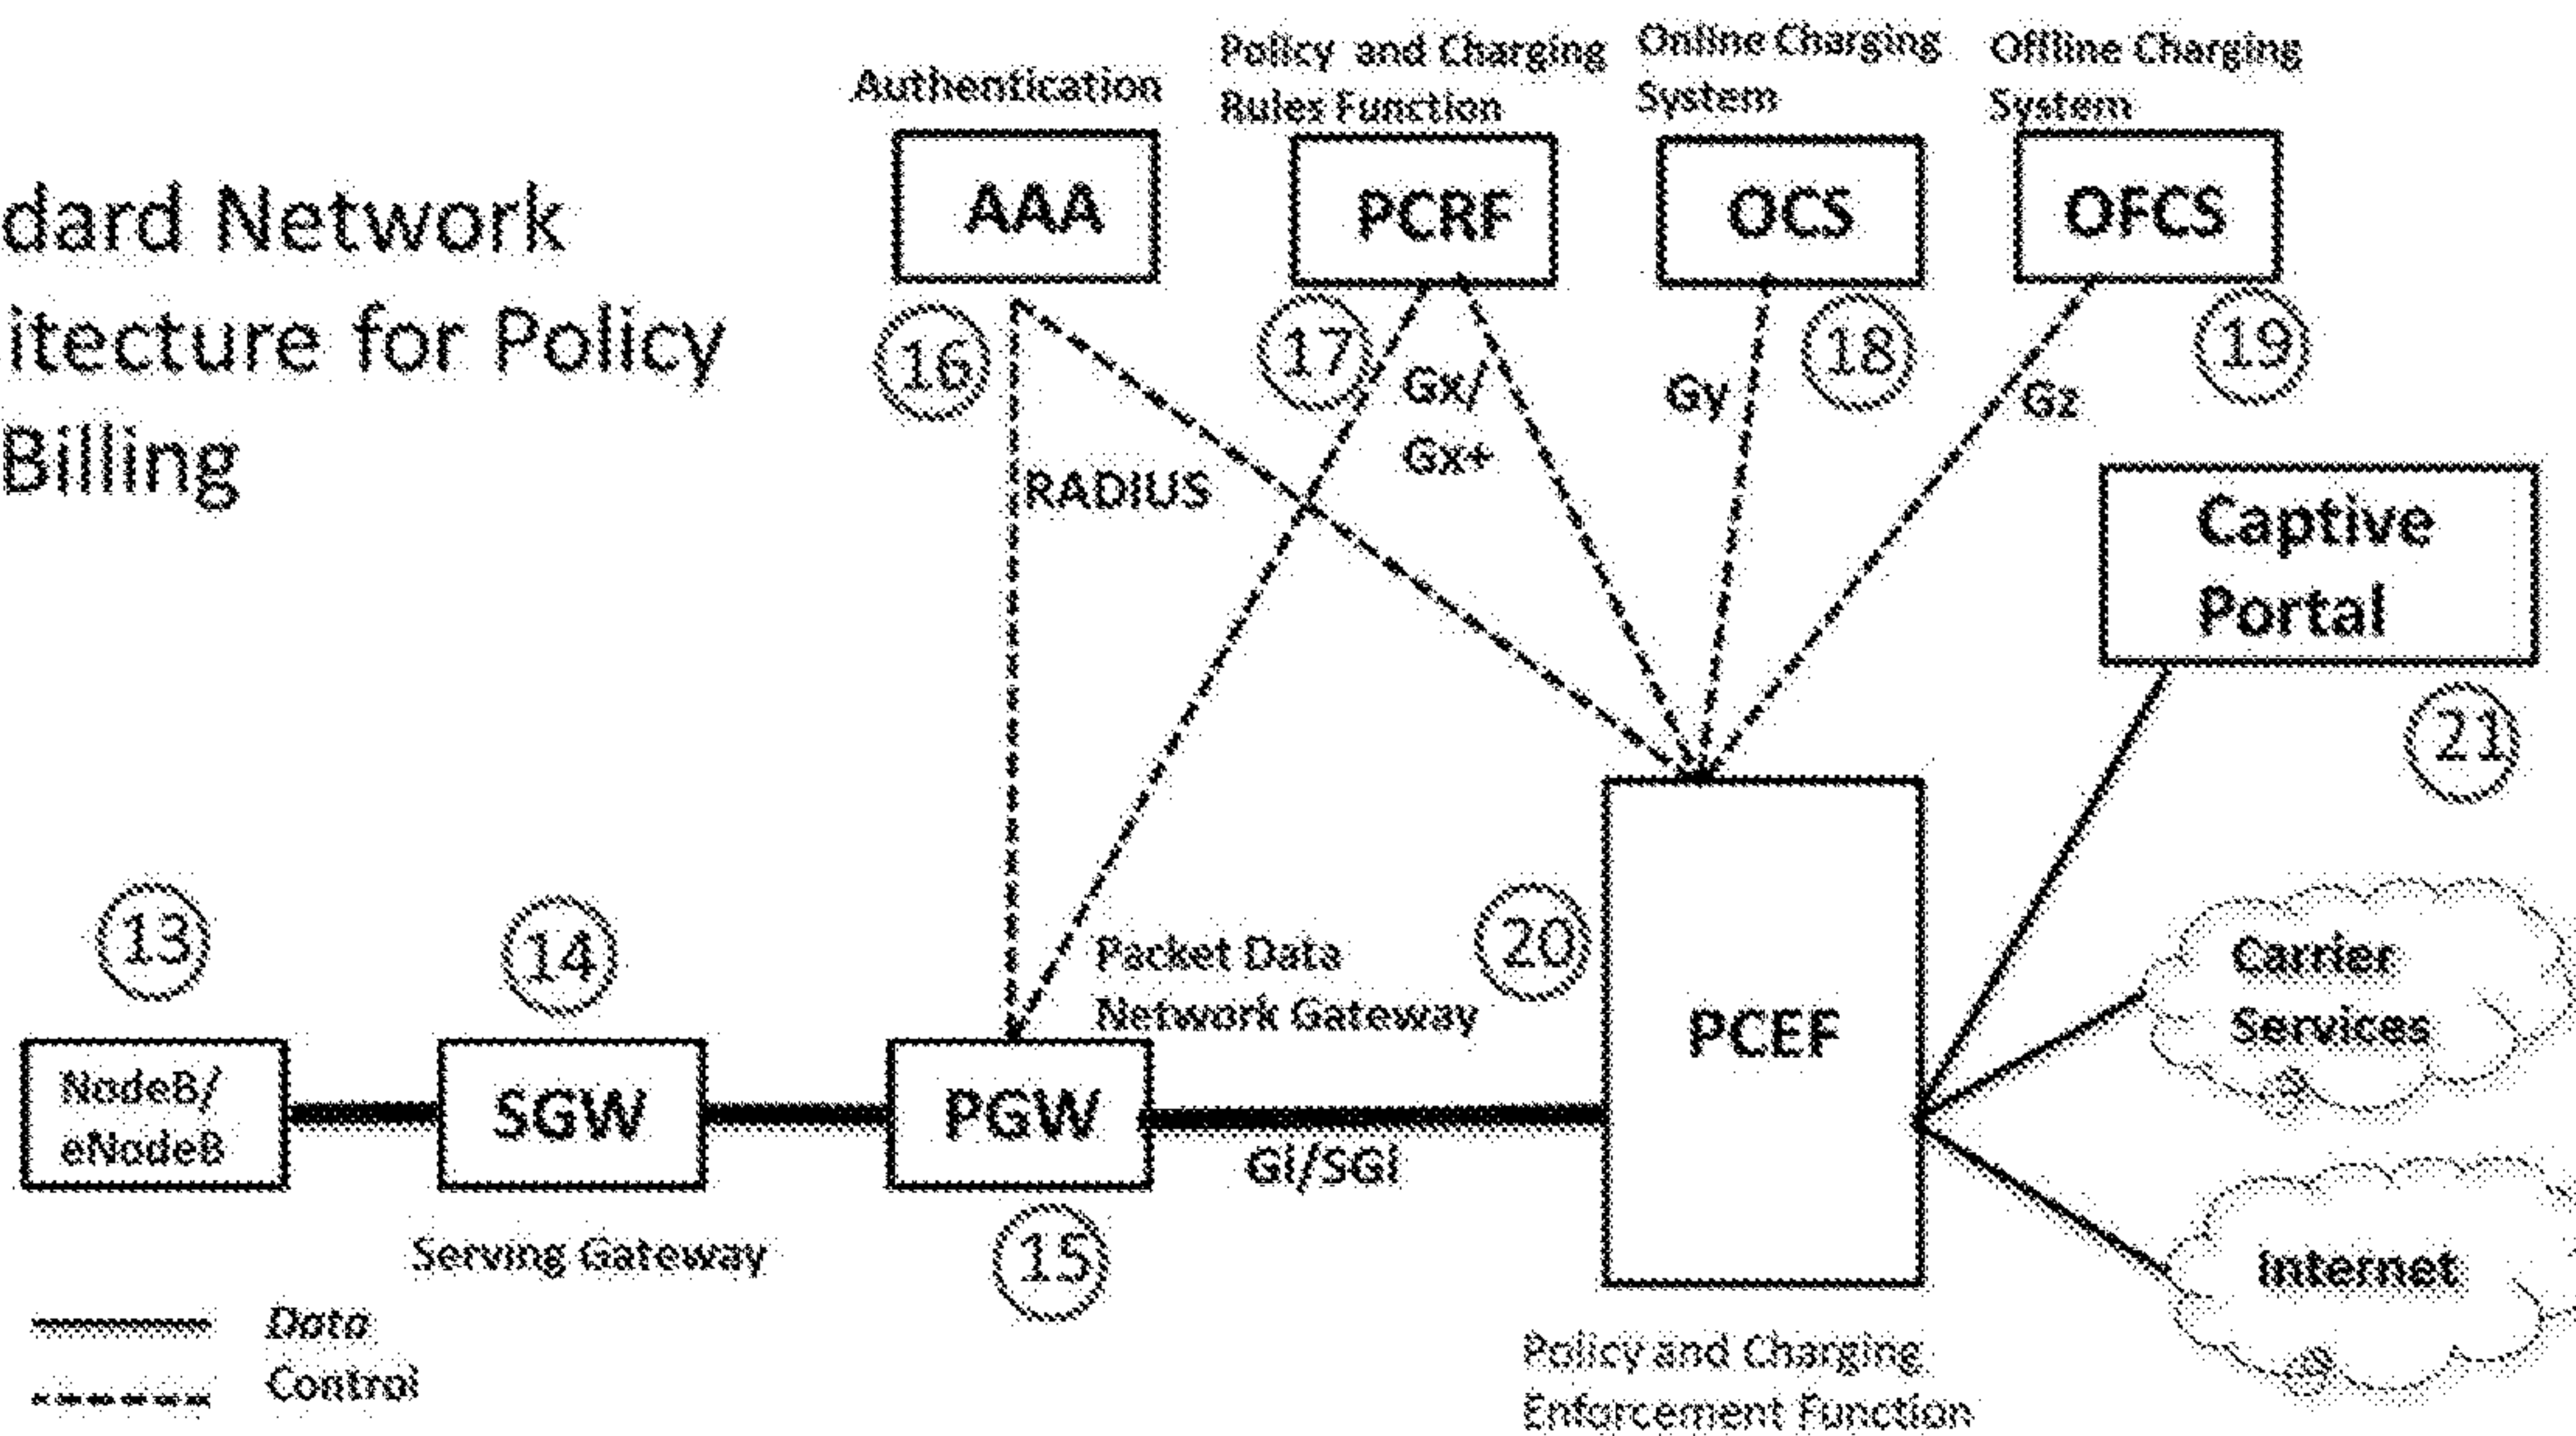 dard Network
itecture for Policy
Billing
Authentication
AAA
16
RADIUS
Policy and Charging
Rules Function
PCRF
17
Gx/
Gx+
Online Charging
System
OCS
18
Gy
Offline Charging
System
OFCS
19
Gz
Captive
Portal
21
13
NodeB/
eNodeB
14
SGW
Serving Gateway
Packet Data
Network Gateway
PGW
15
Gi/SGi
20
PCEF
Policy and Charging
Enforcement Function
Carrier
Services
Internet
Data
Control